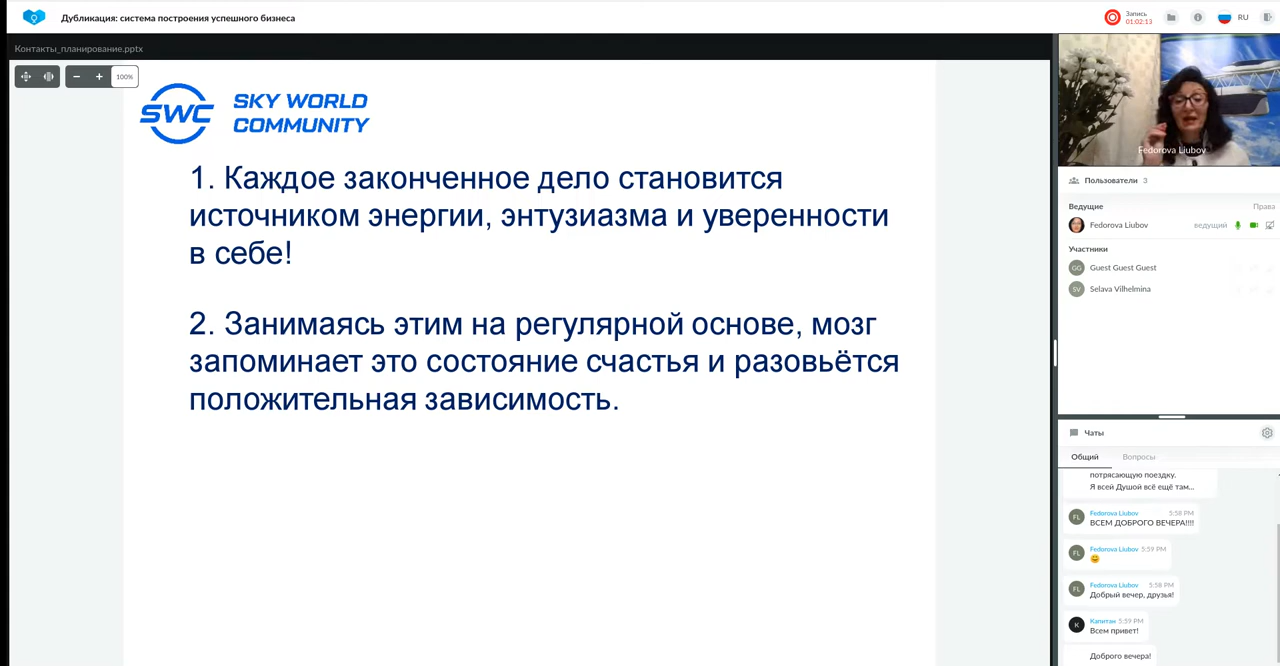 Дубликация: система построения успешного бизнеса
Запись
01:02:13
RU
Контакты_планирование.pptx
100%
SWC
SKY WORLD
COMMUNITY
1. Каждое законченное дело становится
источником энергии, энтузиазма и уверенности
в себе!
2. Занимаясь этим на регулярной основе, мозг
запоминает это состояние счастья и разовьётся
положительная зависимость.
Fedorova Liubov
Пользователи 3
Ведущие Права
Fedorova Liubov ведущий
Участники
GG Guest Guest Guest
SV Selava Vilhelmina
Чаты
Общий Вопросы
потрясающую поездку.
Я всей Душой всё ещё там...
FL Fedorova Liubov 5:58 PM
ВСЕМ ДОБРОГО ВЕЧЕРА!!!!
FL Fedorova Liubov 5:59 PM
FL Fedorova Liubov 5:58 PM
Добрый вечер, друзья!
K Капитан 5:59 PM
Всем привет!
Доброго вечера!